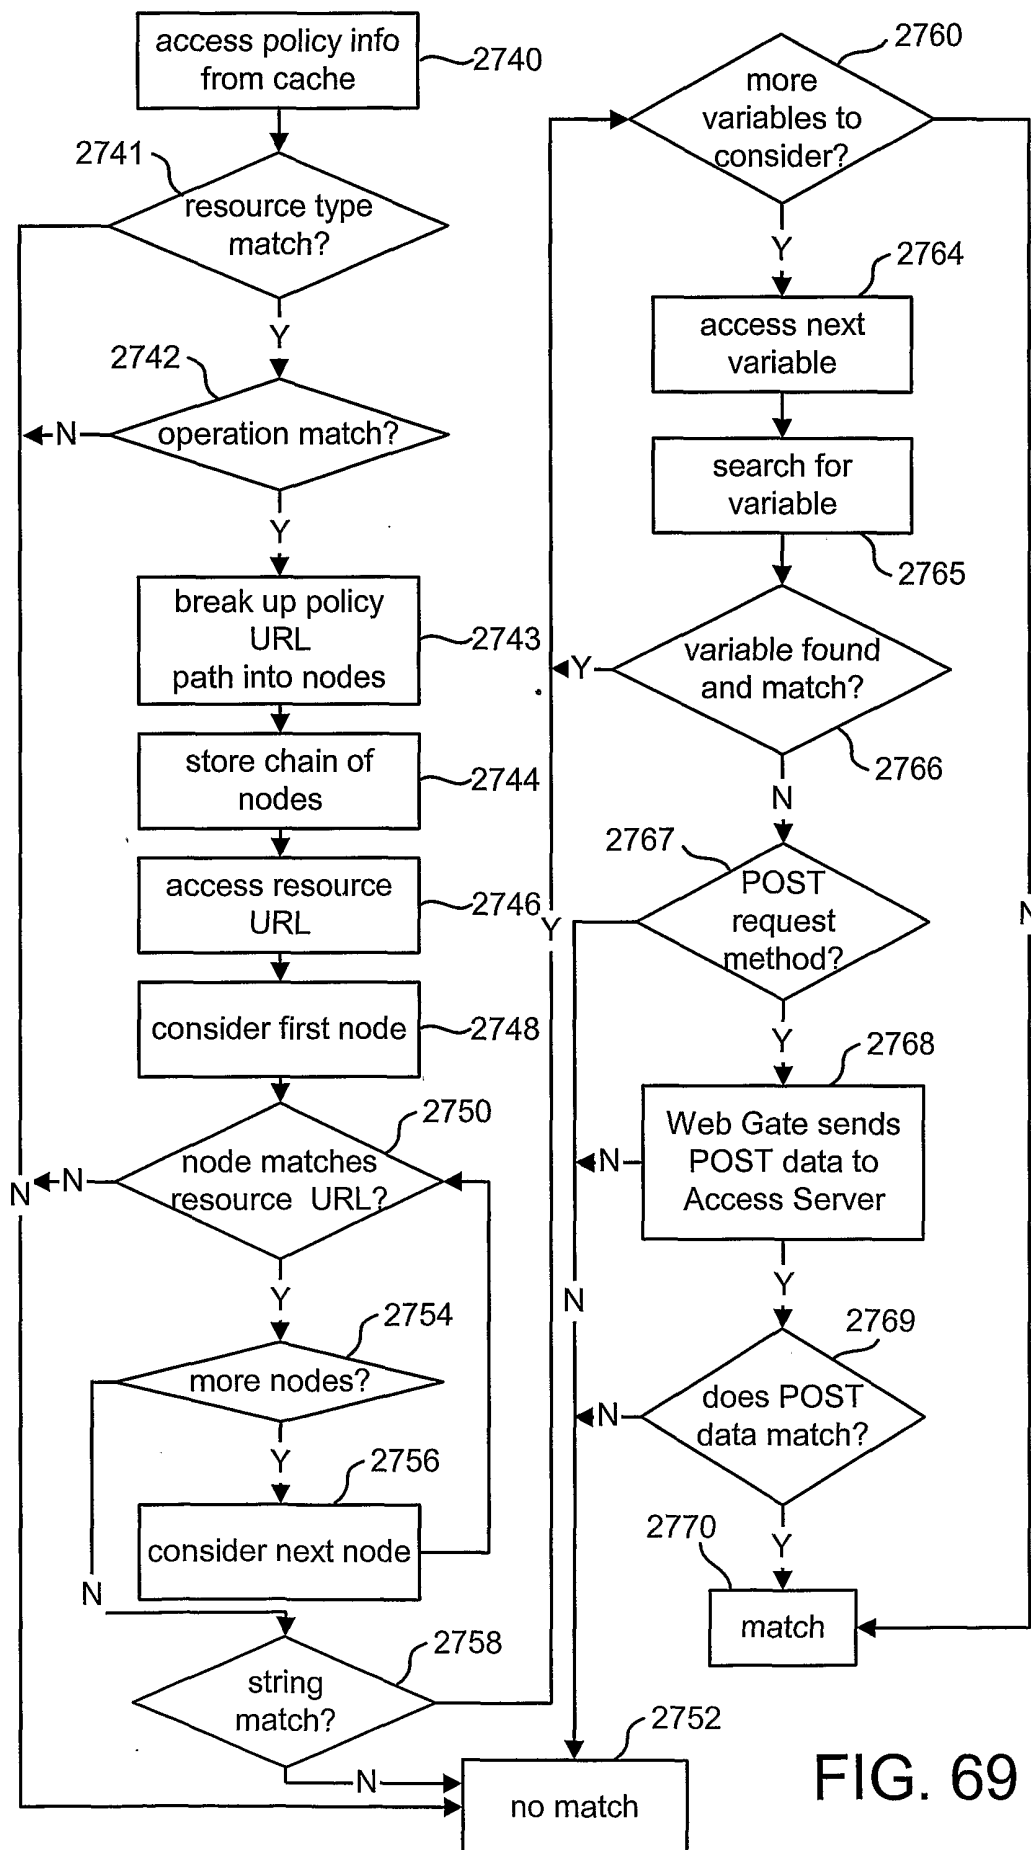 access policy info
from cache
2740
2741
resource type
match?
Y
2742
operation match?
N
Y
break up policy
URL
path into nodes
2743
store chain of
nodes
2744
access resource
URL
2746
consider first node
2748
2750
node matches
resource URL?
N
N
Y
2754
more nodes?
Y
2756
consider next node
N
2758
string
match?
N
Y
2760
more
variables to
consider?
Y
N
2764
access next
variable
search for
variable
2765
variable found
and match?
Y
2766
N
2767
POST
request
method?
Y
2768
Web Gate sends
POST data to
Access Server
N
Y
N
2769
does POST
data match?
N
Y
2770
match
2752
no match
FIG. 69